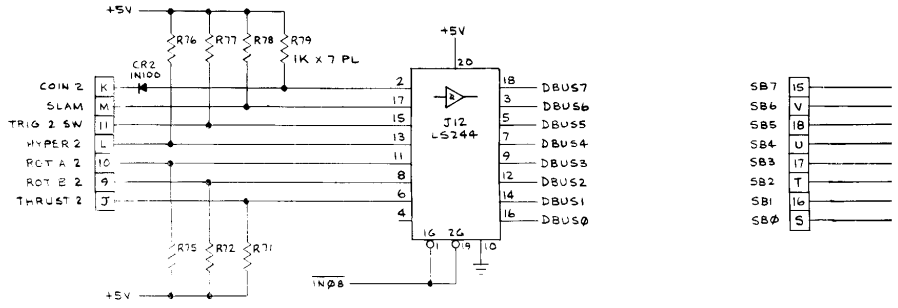 +5V
R76 R77 R78 R79
1K x 7 PL
+5V
20
CR2
1N100
COIN 2 K 2 18 DBUS7 SB7 15
SLAM M 17 3 DBUS6 SB6 V
TRIG 2 SW 11 15 J12 5 DBUS5 SB5 18
LS244
HYPER 2 L 13 7 DBUS4 SB4 U
ROT A 2 10 11 9 DBUS3 SB3 17
ROT B 2 9 8 12 DBUS2 SB2 T
THRUST 2 J 6 14 DBUS1 SB1 16
4 16 DBUSØ SBØ S
1G 2G
1 19 10
R75 R72 R71
INØ8
+5V